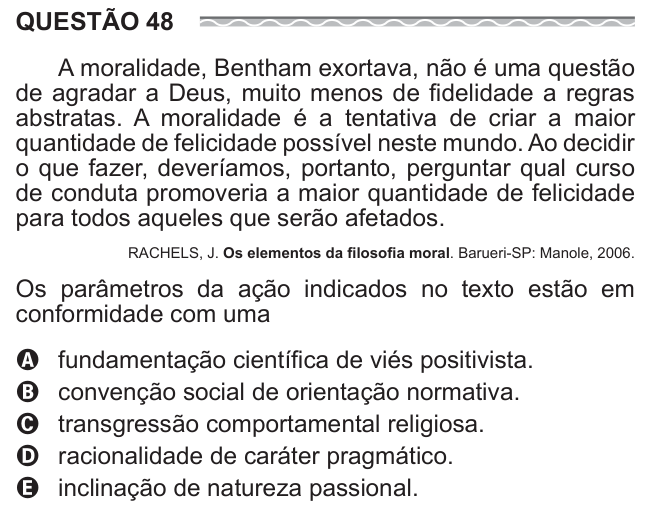 QUESTÃO 48
A moralidade, Bentham exortava, não é uma questão
de agradar a Deus, muito menos de fidelidade a regras
abstratas. A moralidade é a tentativa de criar a maior
quantidade de felicidade possível neste mundo. Ao decidir
o que fazer, deveríamos, portanto, perguntar qual curso
de conduta promoveria a maior quantidade de felicidade
para todos aqueles que serão afetados.
RACHELS, J. Os elementos da filosofia moral. Barueri-SP: Manole, 2006.
Os parâmetros da ação indicados no texto estão em
conformidade com uma
A fundamentação científica de viés positivista.
B convenção social de orientação normativa.
C transgressão comportamental religiosa.
D racionalidade de caráter pragmático.
E inclinação de natureza passional.